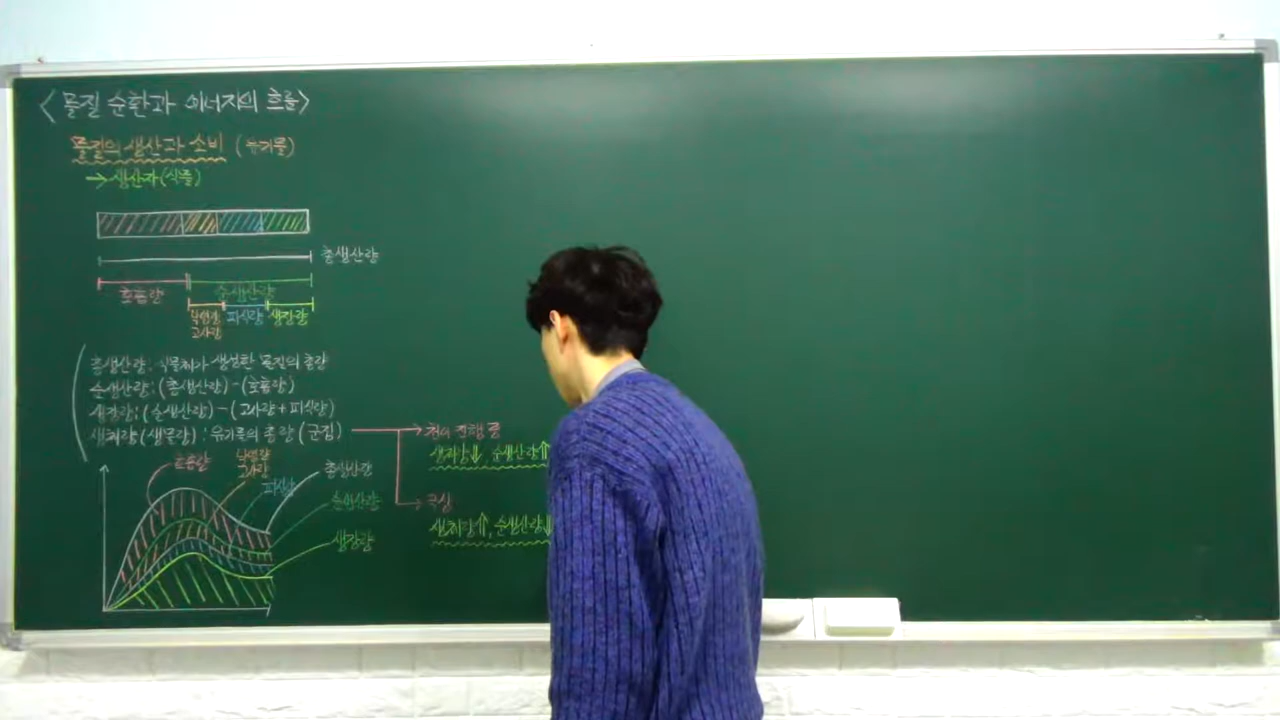 <물질 순환과 에너지의 흐름>
물질의 생산과 소비 (유기물)
→ 생산자(식물)
총생산량
호흡량 순생산량
낙엽량 피식량 생장량
고사량
총생산량: 식물체가 생성한 물질의 총량
순생산량: (총생산량)-(호흡량)
생장량: (순생산량)-(고사량+피식량)
생체량(생물량): 유기물의 총량(군집)
천이 진행 중
생체량⇓, 순생산량⇑
극상
생체량⇑, 순생산량⇓
호흡량
낙엽량
고사량
피식량
총생산량
순생산량
생장량